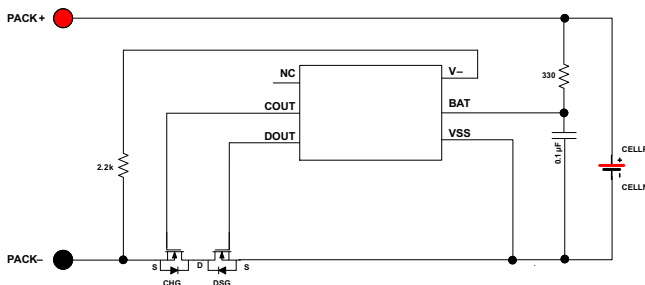 PACK+
NC
V–
330
COUT
BAT
DOUT
VSS
0.1 µF
CELLP
+
-
CELLN
2.2k
PACK–
S
D
S
CHG
DSG